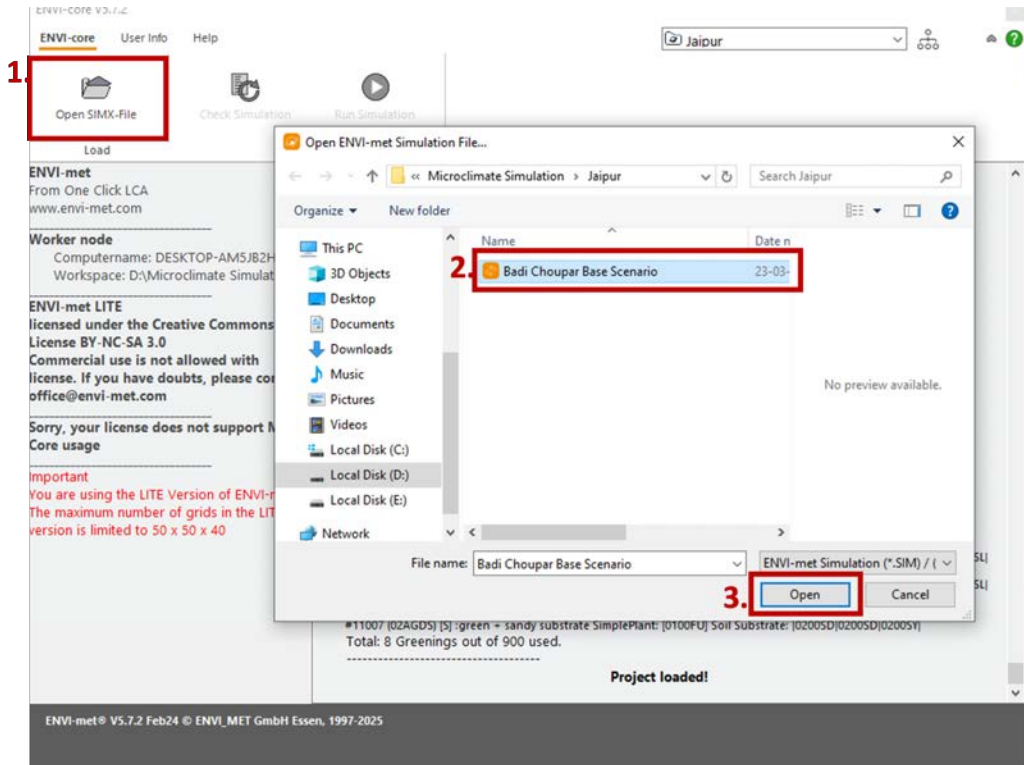 ENVI-core V5.7.2
ENVI-core User Info Help
Jaipur
1.
Open SIMX-File Check Simulation Run Simulation
Load
ENVI-met
From One Click LCA
www.envi-met.com
Worker node
Computername: DESKTOP-AM5JB2H
Workspace: D:\Microclimate Simulat
ENVI-met LITE
licensed under the Creative Commons
License BY-NC-SA 3.0
Commercial use is not allowed with
license. If you have doubts, please con
office@envi-met.com
Sorry, your license does not support M
Core usage
Important
You are using the LITE Version of ENVI-m
The maximum number of grids in the LIT
version is limited to 50 x 50 x 40
Open ENVI-met Simulation File...
« Microclimate Simulation › Jaipur
Search Jaipur
Organize New folder
Name Date n
This PC
3D Objects
Desktop
Documents
Downloads
Music
Pictures
Videos
Local Disk (C:)
Local Disk (D:)
Local Disk (E:)
Network
2.
Badi Choupar Base Scenario 23-03-
No preview available.
File name: Badi Choupar Base Scenario ENVI-met Simulation (*.SIM) / (
3.
Open Cancel
SL|
SL|
#11007 (02AGDS) [S] :green + sandy substrate SimplePlant: |0100FU| Soil Substrate: |0200SD|0200SD|0200SY|
Total: 8 Greenings out of 900 used.
--------------------------------------
Project loaded!
ENVI-met® V5.7.2 Feb24 © ENVI_MET GmbH Essen, 1997-2025